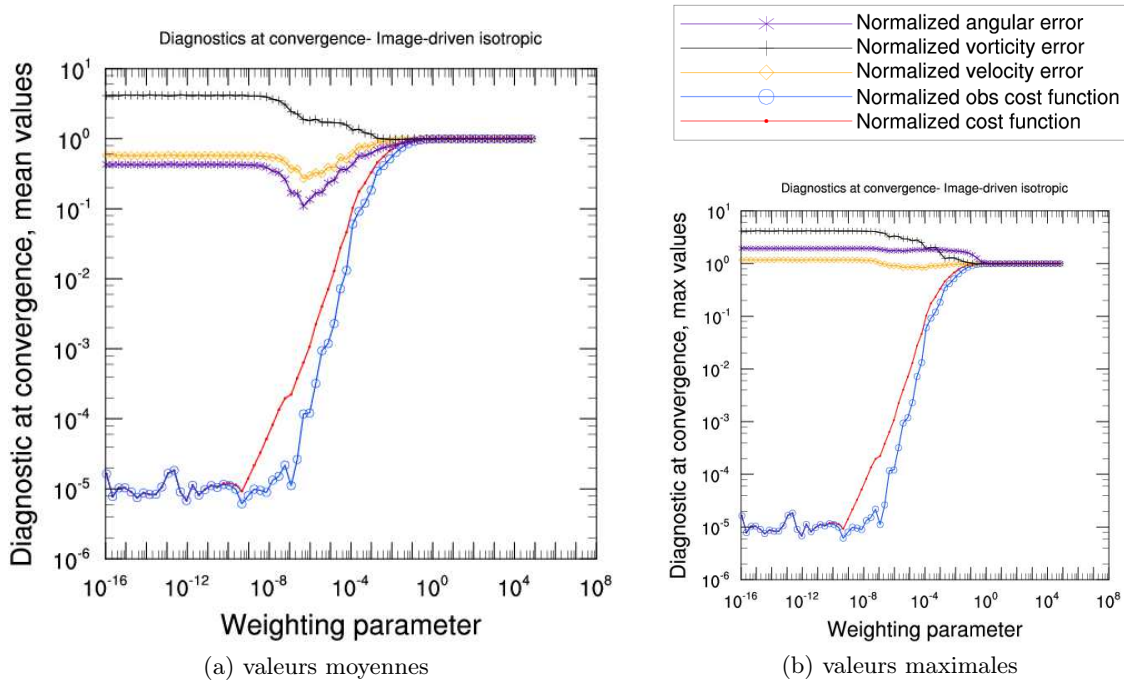 Diagnostics at convergence- Image-driven isotropic
Diagnostic at convergence, mean values
10^1
10^0
10^-1
10^-2
10^-3
10^-4
10^-5
10^-6
10^-16
10^-12
10^-8
10^-4
10^0
10^4
10^8
Weighting parameter
(a) valeurs moyennes
Normalized angular error
Normalized vorticity error
Normalized velocity error
Normalized obs cost function
Normalized cost function
Diagnostics at convergence- Image-driven isotropic
Diagnostic at convergence, max values
10^1
10^0
10^-1
10^-2
10^-3
10^-4
10^-5
10^-6
10^-16
10^-12
10^-8
10^-4
10^0
10^4
10^8
Weighting parameter
(b) valeurs maximales